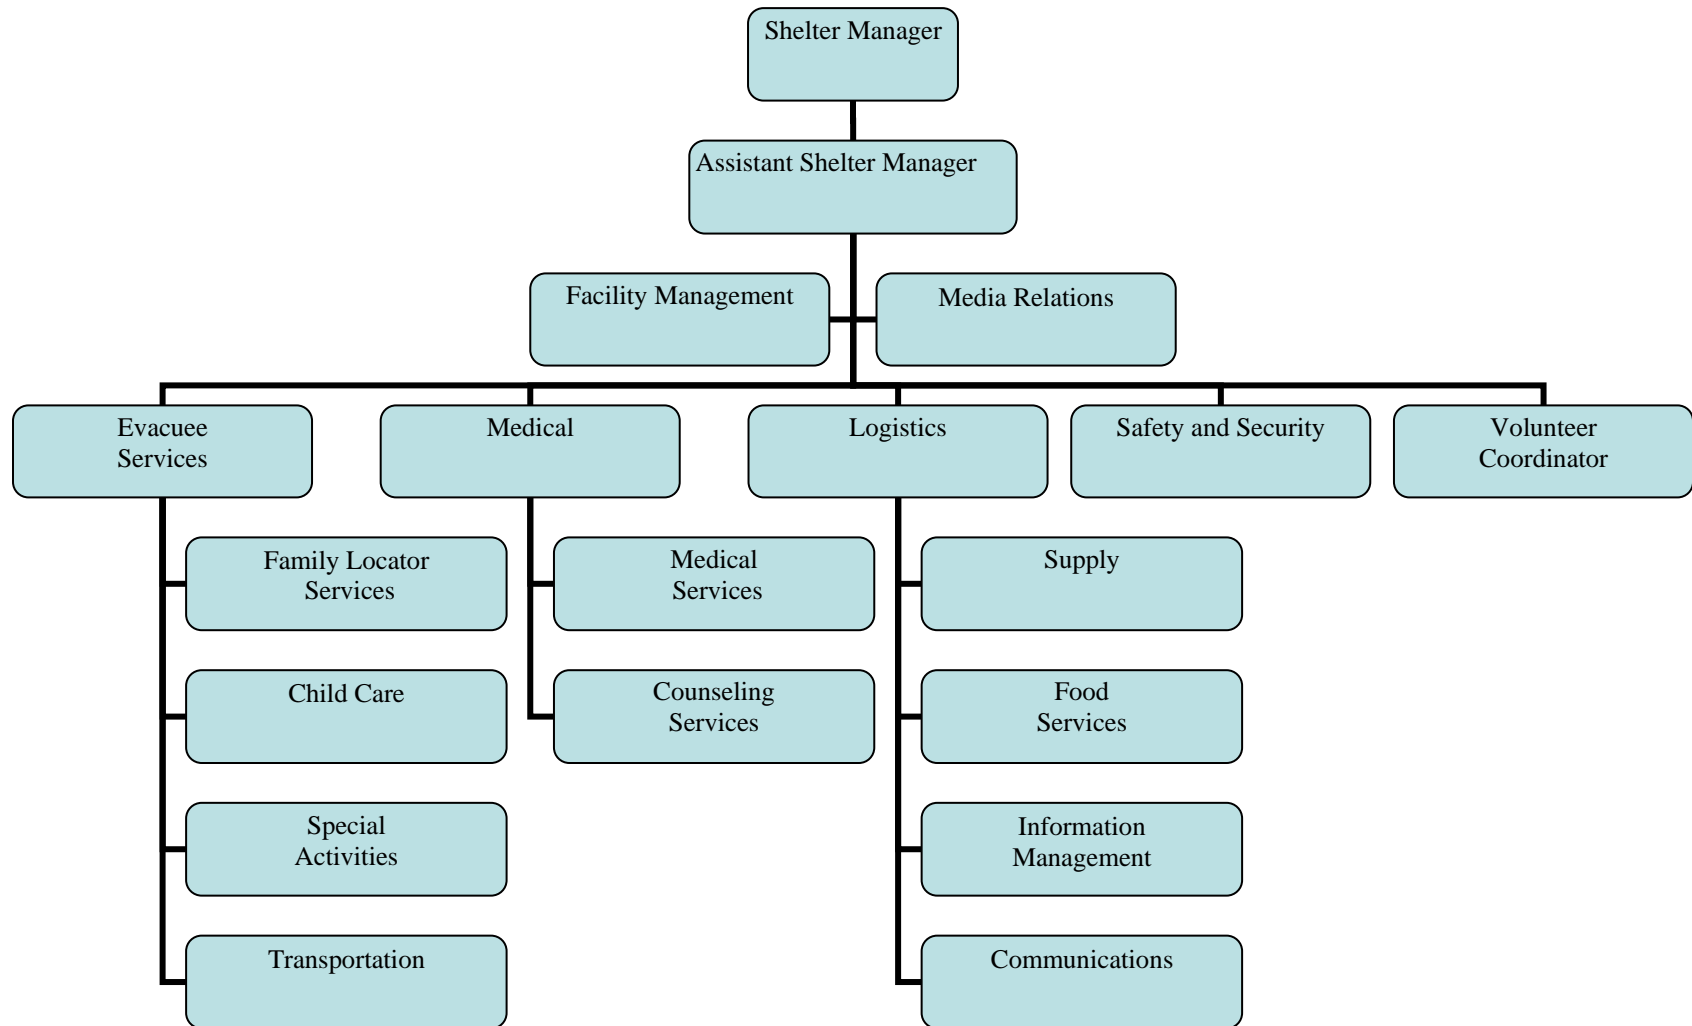 Shelter Manager
Assistant Shelter Manager
Facility Management
Media Relations
Evacuee
Services
Medical
Logistics
Safety and Security
Volunteer
Coordinator
Family Locator
Services
Medical
Services
Supply
Child Care
Counseling
Services
Food
Services
Special
Activities
Information
Management
Transportation
Communications